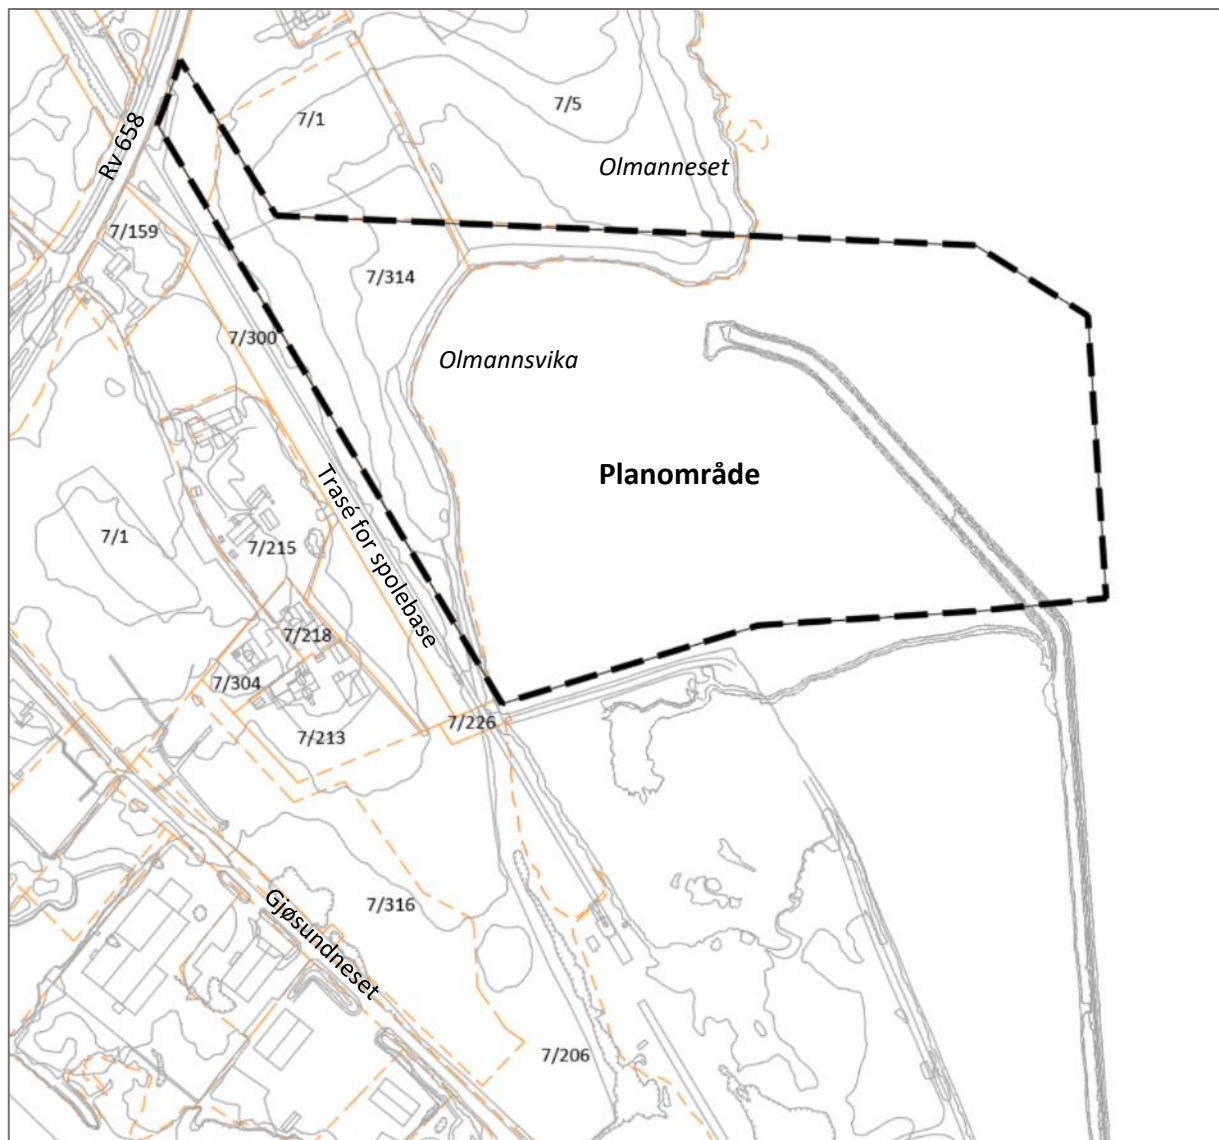 7/5
7/1
Rv 658
Olmanneset
7/159
7/314
7/300
Olmannsvika
Planområde
Trasé for spolebase
7/1
7/215
7/218
7/304
7/226
7/213
7/316
Gjøsundneset
7/206